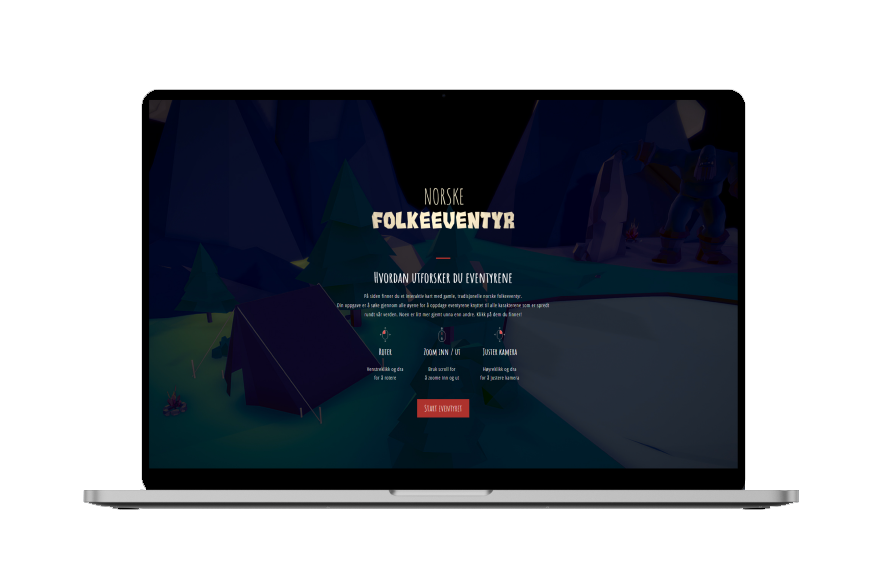 NORSKE
FOLKEEVENTYR
HVORDAN UTFORSKER DU EVENTYRENE
På siden finner du et interaktiv kart med gamle, tradisjonelle norske folkeeventyr.
Din oppgave er å søke gjennom alle øyene for å oppdage eventyrene knyttet til alle karakterene som er spredt
rundt vår verden. Noen er litt mer gjemt unna enn andre. Klikk på dem du finner!
ROTER
ZOOM INN / UT
JUSTER KAMERA
Venstreklikk og dra
for å rotere
Bruk scroll for
å zoome inn og ut
Høyreklikk og dra
for å justere kamera
START EVENTYRET